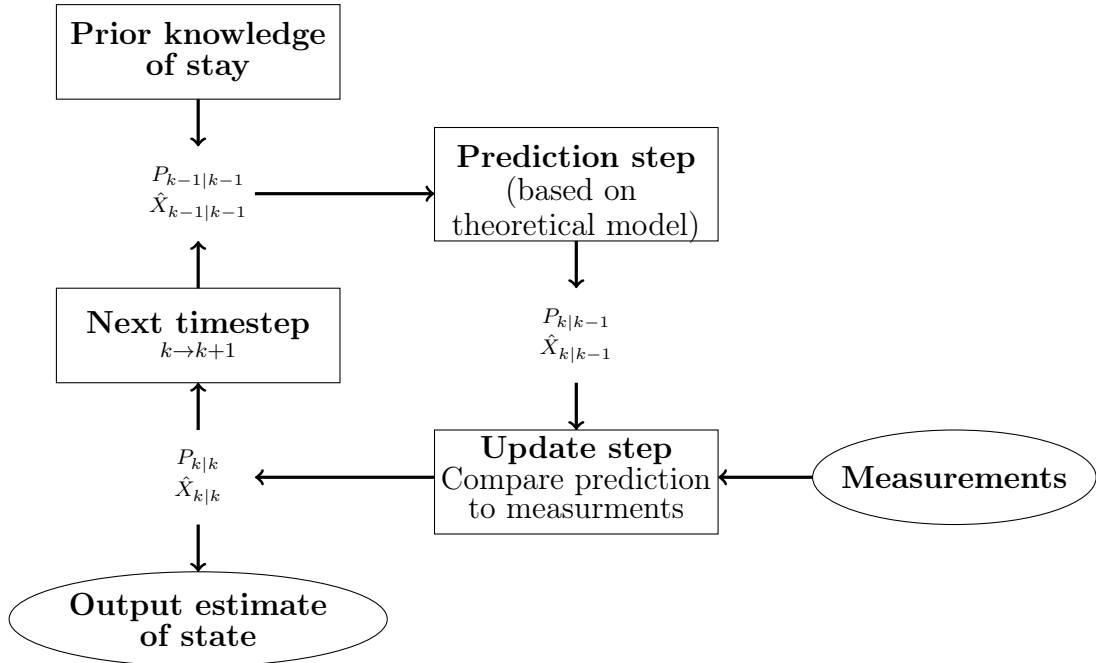 Prior knowledge
of stay
P_{k-1|k-1}
X̂_{k-1|k-1}
Prediction step
(based on
theoretical model)
Next timestep
k→k+1
P_{k|k-1}
X̂_{k|k-1}
P_{k|k}
X̂_{k|k}
Update step
Compare prediction
to measurments
Measurements
Output estimate
of state